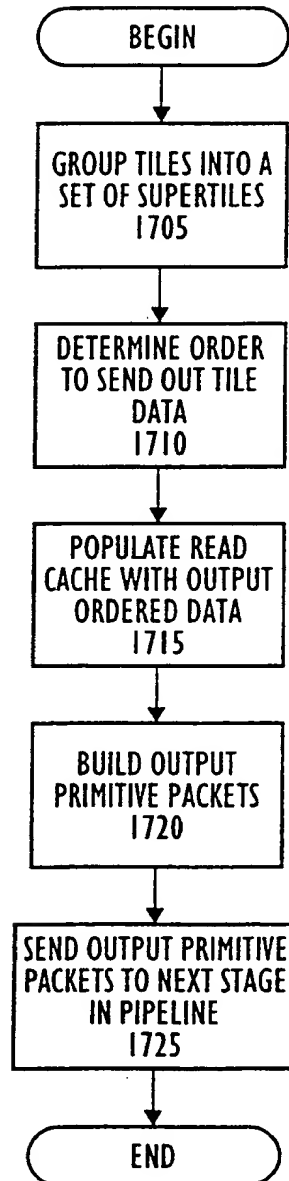 BEGIN
GROUP TILES INTO A
SET OF SUPERTILES
1705
DETERMINE ORDER
TO SEND OUT TILE
DATA
1710
POPULATE READ
CACHE WITH OUTPUT
ORDERED DATA
1715
BUILD OUTPUT
PRIMITIVE PACKETS
1720
SEND OUTPUT PRIMITIVE
PACKETS TO NEXT STAGE
IN PIPELINE
1725
END